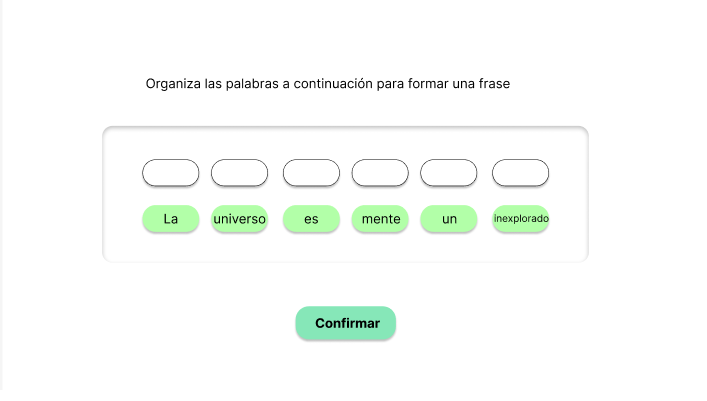 Organiza las palabras a continuación para formar una frase
La universo es mente un inexplorado
Confirmar